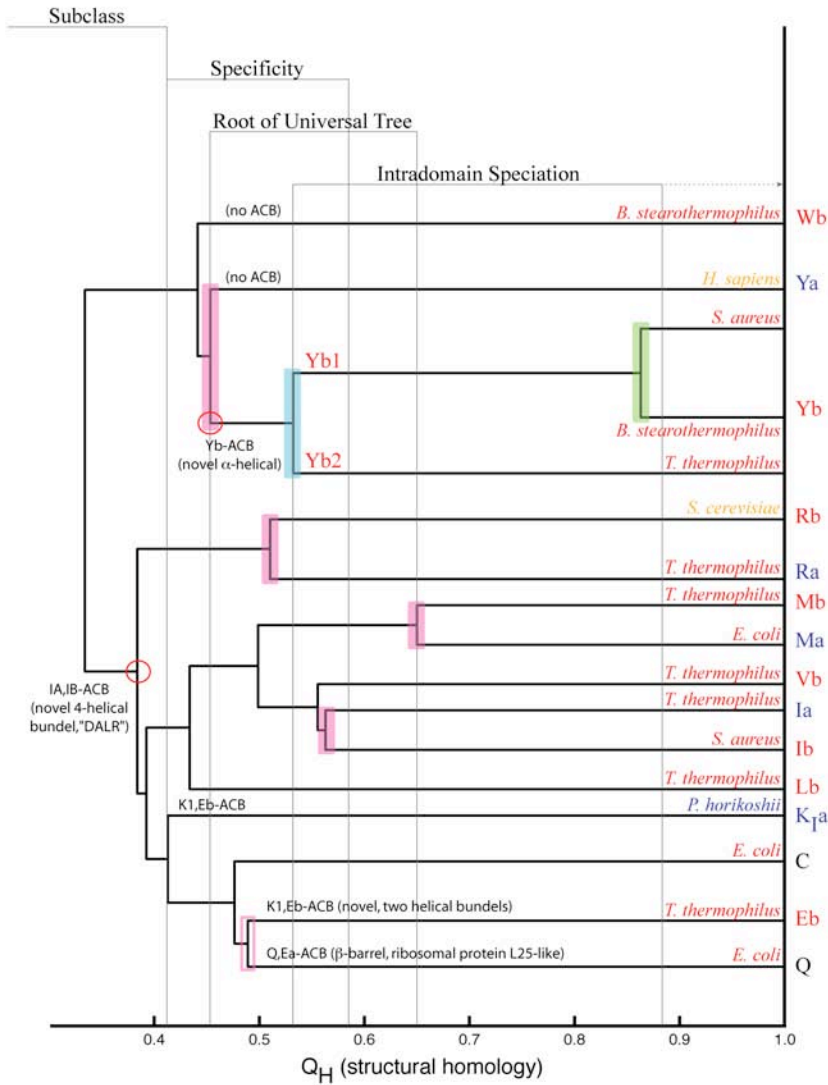 Subclass
Specificity
Root of Universal Tree
Intradomain Speciation
(no ACB)
B. stearothermophilus
Wb
(no ACB)
H. sapiens
Ya
S. aureus
Yb1
Yb
B. stearothermophilus
Yb-ACB
(novel α-helical)
Yb2
T. thermophilus
S. cerevisiae
Rb
T. thermophilus
Ra
T. thermophilus
Mb
E. coli
Ma
T. thermophilus
Vb
IA,IB-ACB
(novel 4-helical
bundel,"DALR")
T. thermophilus
Ia
S. aureus
Ib
T. thermophilus
Lb
K1,Eb-ACB
P. horikoshii
KIa
E. coli
C
K1,Eb-ACB (novel, two helical bundels)
T. thermophilus
Eb
Q,Ea-ACB (β-barrel, ribosomal protein L25-like)
E. coli
Q
0.4 0.5 0.6 0.7 0.8 0.9 1.0
QH (structural homology)